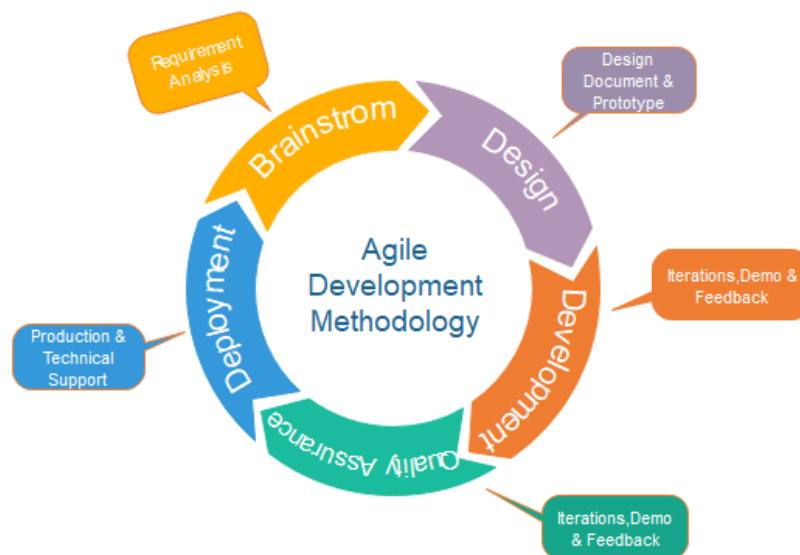 Requirement
Analysis
Brainstrom
Design
Document &
Prototype
Design
Iterations,Demo &
Feedback
Development
Iterations,Demo
& Feedback
Quality Assurance
Production &
Technical
Support
Deployment
Agile
Development
Methodology